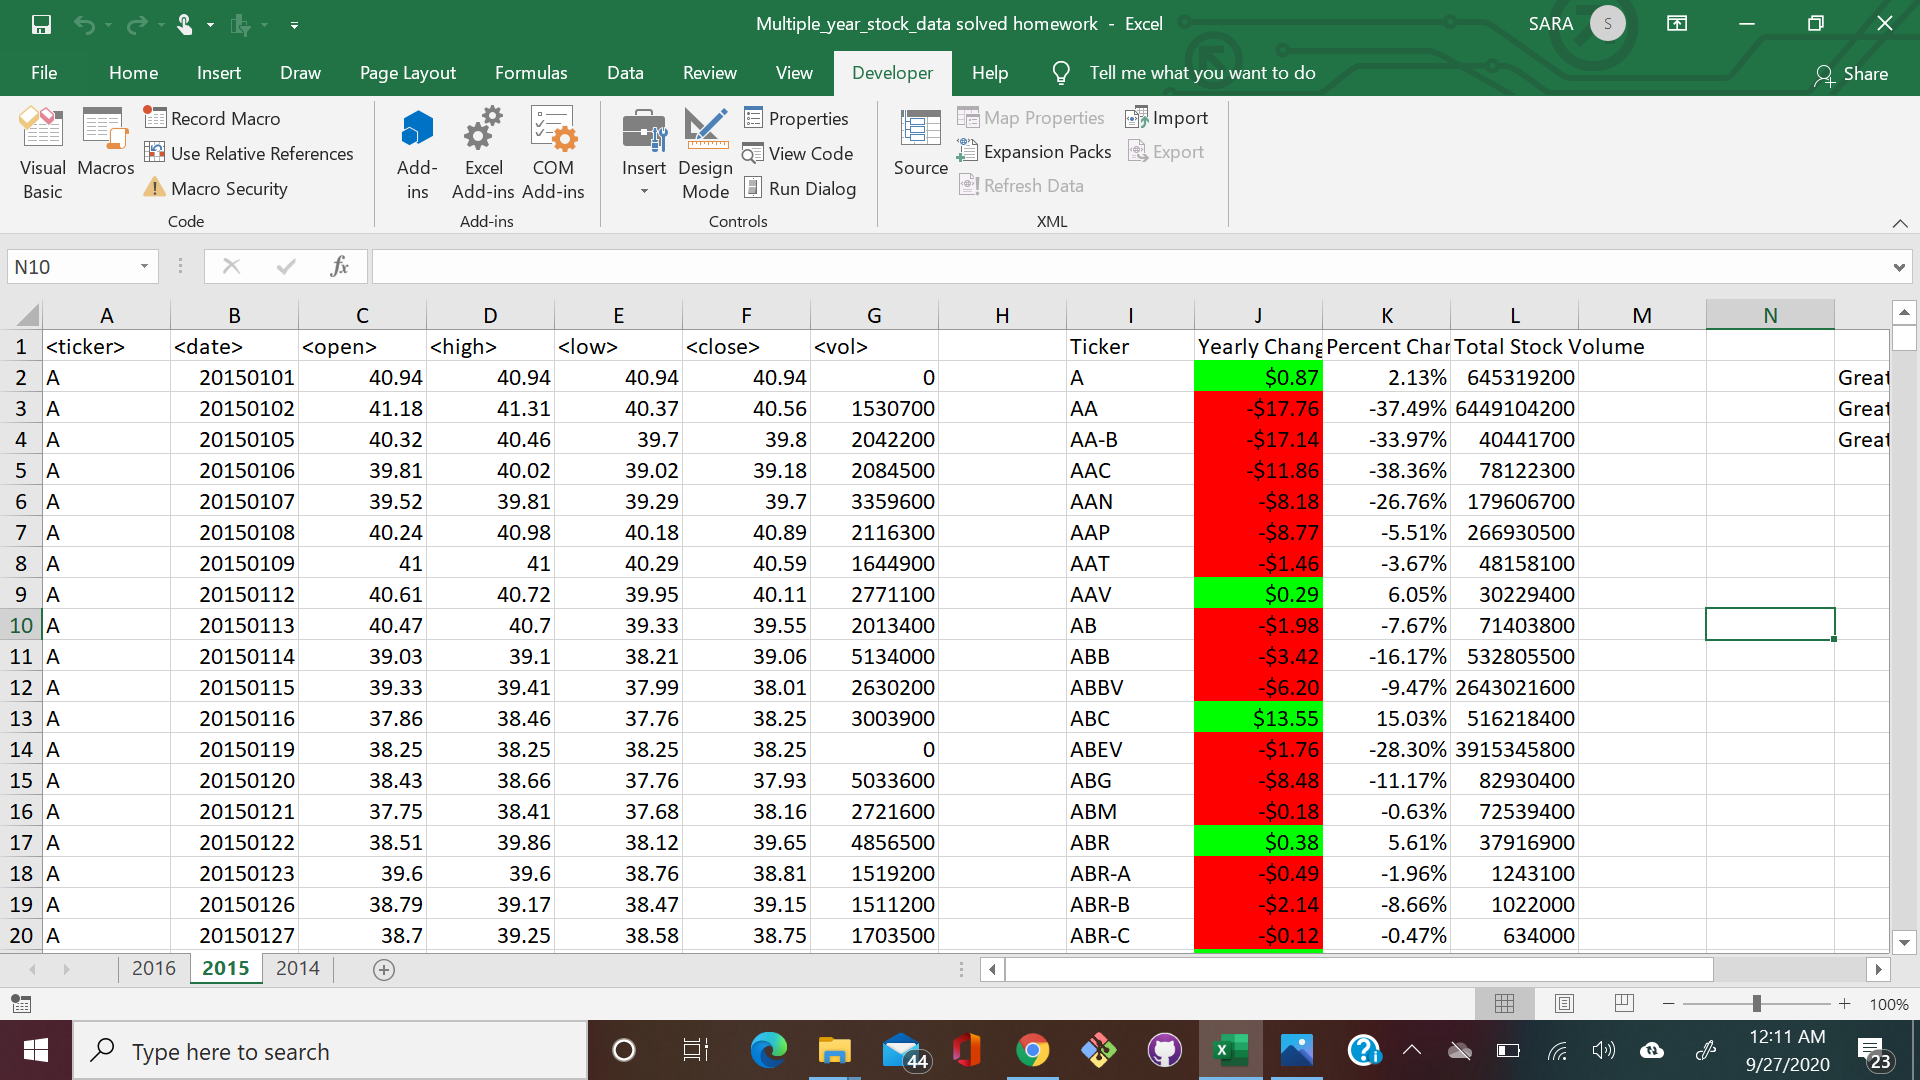 Multiple_year_stock_data solved homework - Excel
SARA S
File Home Insert Draw Page Layout Formulas Data Review View Developer Help Tell me what you want to do Share
Visual Basic
Macros
Record Macro
Use Relative References
Macro Security
Code
Add-ins
Excel Add-ins
COM Add-ins
Add-ins
Insert
Design Mode
Properties
View Code
Run Dialog
Controls
Source
Map Properties
Expansion Packs
Refresh Data
Import
Export
XML
N10 fx
A B C D E F G H I J K L M N
1 <ticker> <date> <open> <high> <low> <close> <vol> Ticker Yearly Chang Percent Char Total Stock Volume
2 A 20150101 40.94 40.94 40.94 40.94 0 A $0.87 2.13% 645319200 Great
3 A 20150102 41.18 41.31 40.37 40.56 1530700 AA -$17.76 -37.49% 6449104200 Great
4 A 20150105 40.32 40.46 39.7 39.8 2042200 AA-B -$17.14 -33.97% 40441700 Great
5 A 20150106 39.81 40.02 39.02 39.18 2084500 AAC -$11.86 -38.36% 78122300
6 A 20150107 39.52 39.81 39.29 39.7 3359600 AAN -$8.18 -26.76% 179606700
7 A 20150108 40.24 40.98 40.18 40.89 2116300 AAP -$8.77 -5.51% 266930500
8 A 20150109 41 41 40.29 40.59 1644900 AAT -$1.46 -3.67% 48158100
9 A 20150112 40.61 40.72 39.95 40.11 2771100 AAV $0.29 6.05% 30229400
10 A 20150113 40.47 40.7 39.33 39.55 2013400 AB -$1.98 -7.67% 71403800
11 A 20150114 39.03 39.1 38.21 39.06 5134000 ABB -$3.42 -16.17% 532805500
12 A 20150115 39.33 39.41 37.99 38.01 2630200 ABBV -$6.20 -9.47% 2643021600
13 A 20150116 37.86 38.46 37.76 38.25 3003900 ABC $13.55 15.03% 516218400
14 A 20150119 38.25 38.25 38.25 38.25 0 ABEV -$1.76 -28.30% 3915345800
15 A 20150120 38.43 38.66 37.76 37.93 5033600 ABG -$8.48 -11.17% 82930400
16 A 20150121 37.75 38.41 37.68 38.16 2721600 ABM -$0.18 -0.63% 72539400
17 A 20150122 38.51 39.86 38.12 39.65 4856500 ABR $0.38 5.61% 37916900
18 A 20150123 39.6 39.6 38.76 38.81 1519200 ABR-A -$0.49 -1.96% 1243100
19 A 20150126 38.79 39.17 38.47 39.15 1511200 ABR-B -$2.14 -8.66% 1022000
20 A 20150127 38.7 39.25 38.58 38.75 1703500 ABR-C -$0.12 -0.47% 634000
2016 2015 2014
100%
Type here to search 44 12:11 AM
9/27/2020 23